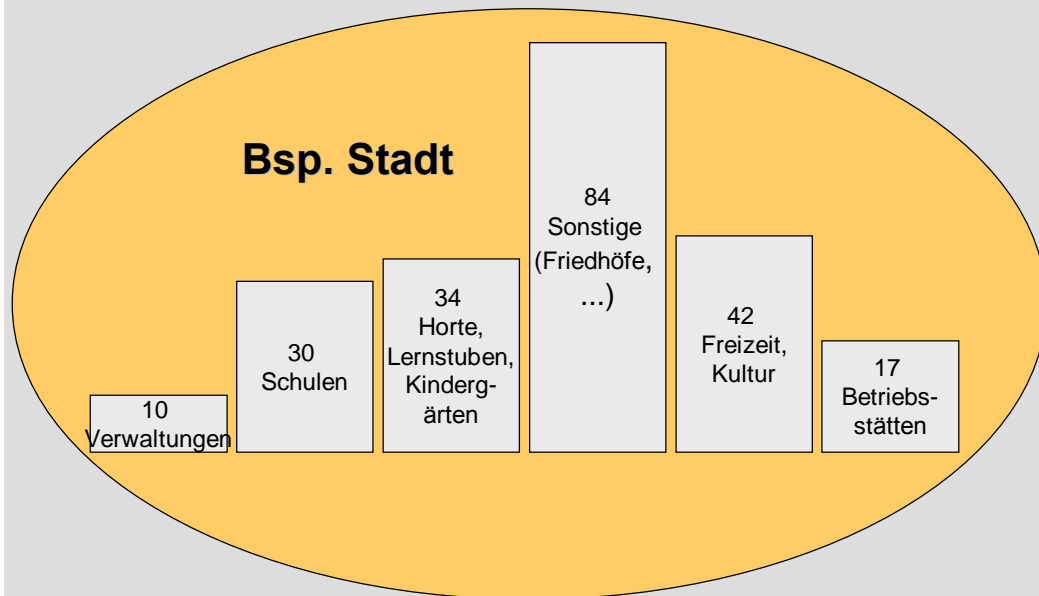 Bsp. Stadt
10
Verwaltungen
30
Schulen
34
Horte,
Lernstuben,
Kinderg-
ärten
84
Sonstige
(Friedhöfe,
...)
42
Freizeit,
Kultur
17
Betriebs-
stätten